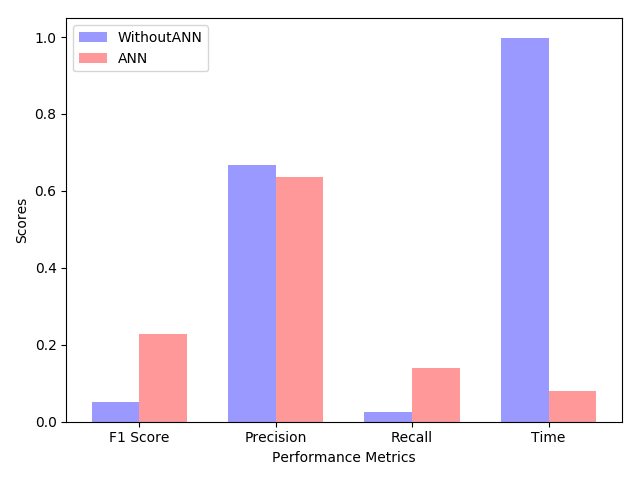 WithoutANN
ANN
1.0
0.8
0.6
0.4
0.2
0.0
Scores
F1 Score Precision Recall Time
Performance Metrics